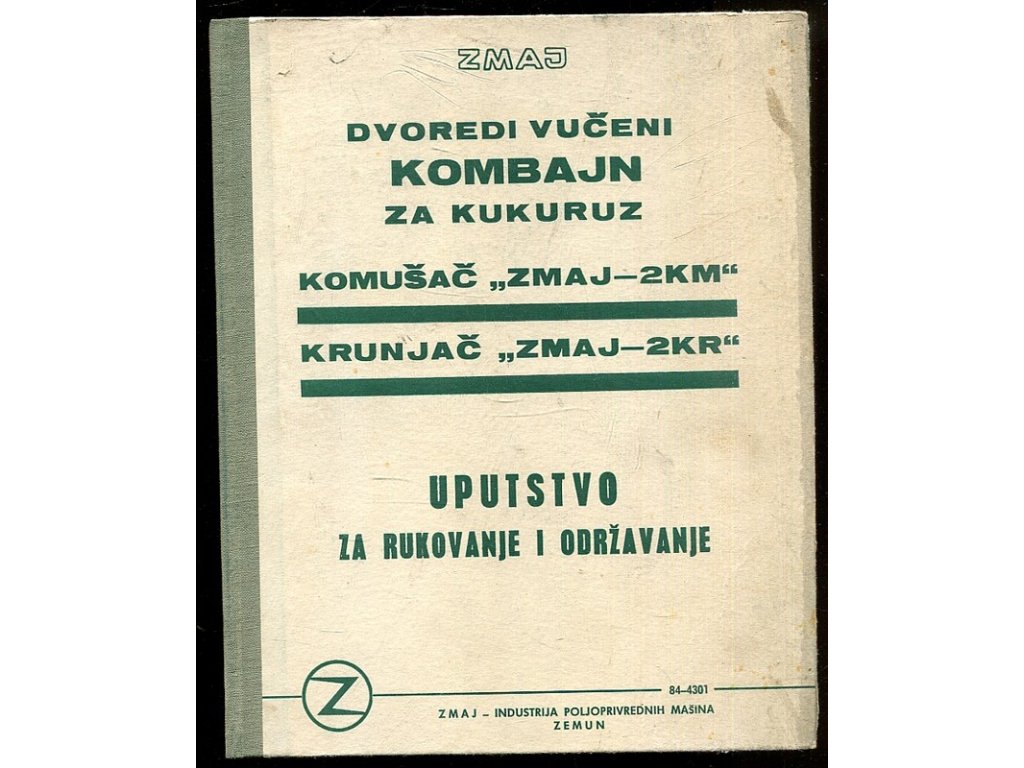 ZMAJ
DVOREDI VUČENI
KOMBAJN
ZA KUKURUZ
KOMUŠAČ „ZMAJ—2KM“
KRUNJAČ „ZMAJ—2KR“
UPUTSTVO
ZA RUKOVANJE I ODRŽAVANJE
Z
84-4301
ZMAJ – INDUSTRIJA POLJOPRIVREDNIH MAŠINA
ZEMUN